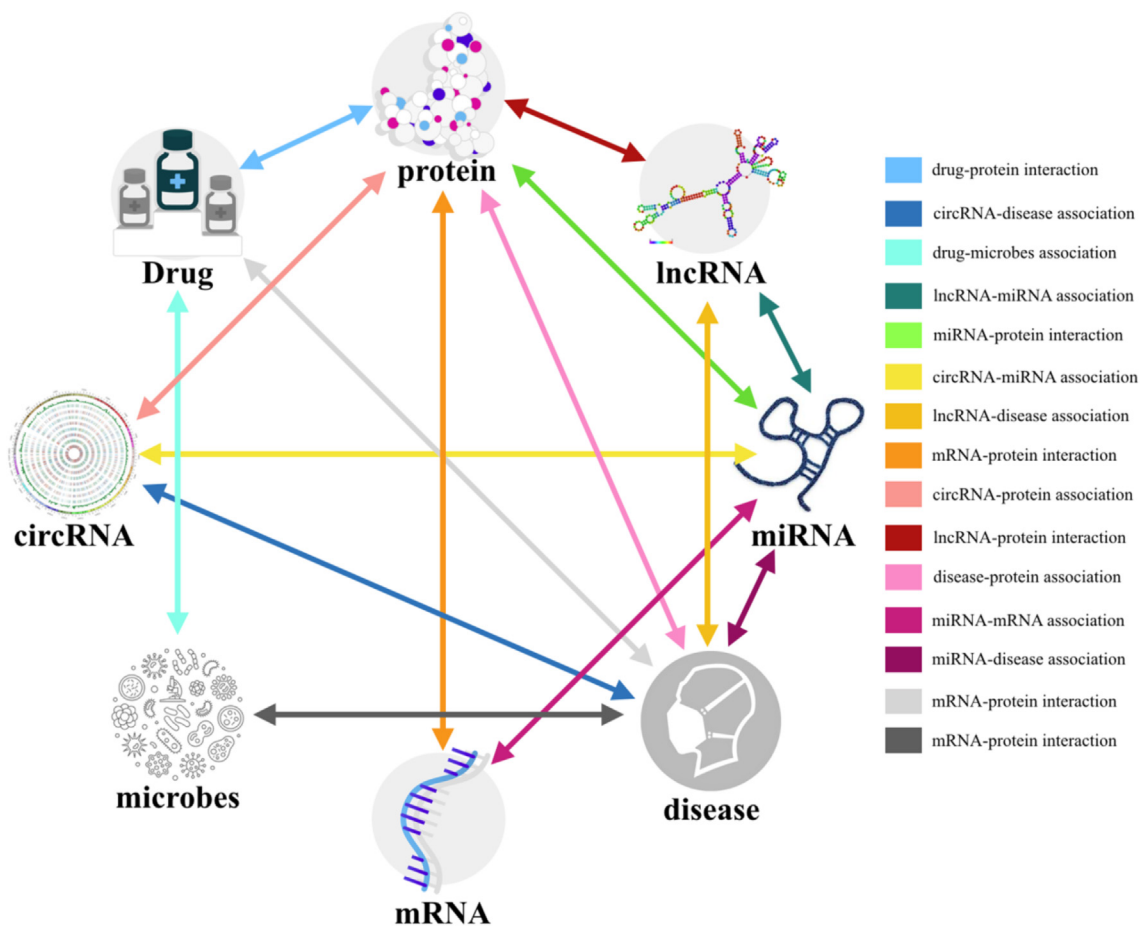 protein
Drug
lncRNA
circRNA
miRNA
microbes
disease
mRNA
drug-protein interaction
circRNA-disease association
drug-microbes association
lncRNA-miRNA association
miRNA-protein interaction
circRNA-miRNA association
lncRNA-disease association
mRNA-protein interaction
circRNA-protein association
lncRNA-protein interaction
disease-protein association
miRNA-mRNA association
miRNA-disease association
mRNA-protein interaction
mRNA-protein interaction